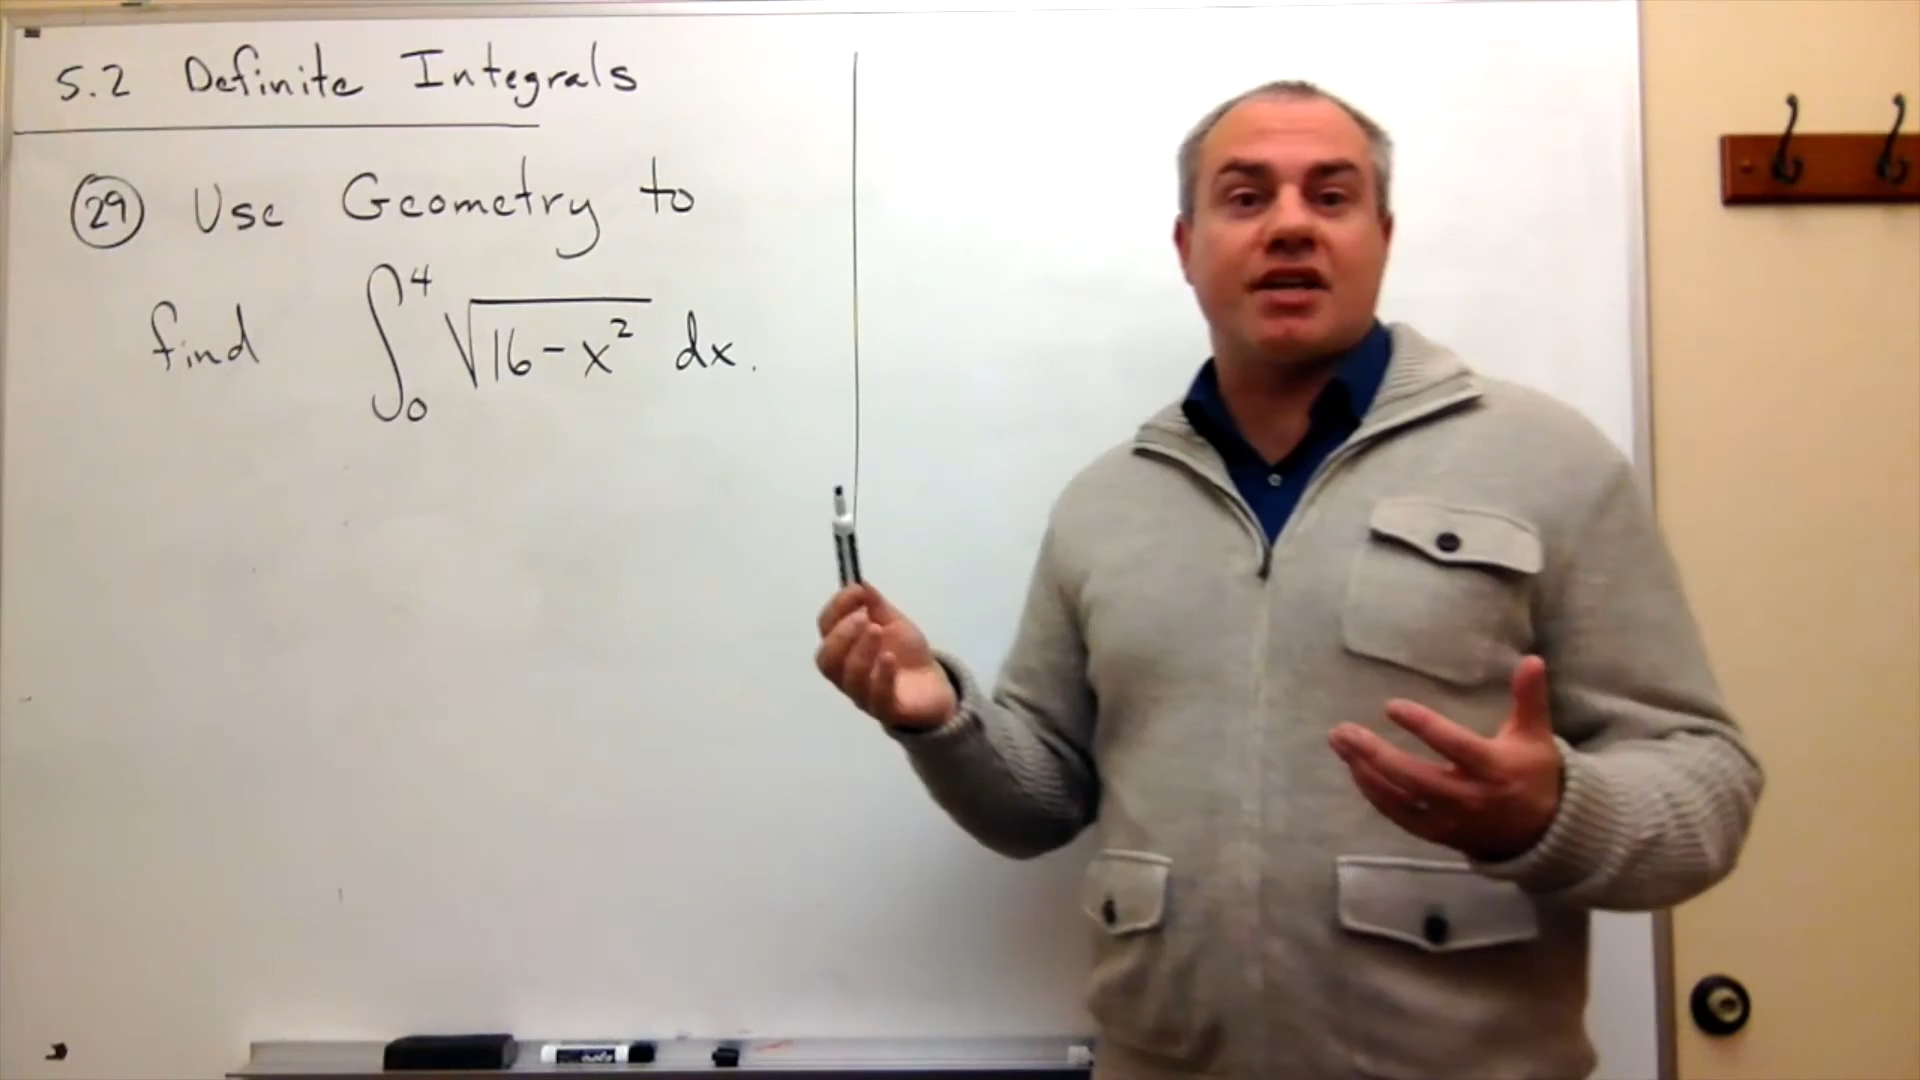 5.2 Definite Integrals
29 Use Geometry to
find ∫₀⁴ √(16-x²) dx.